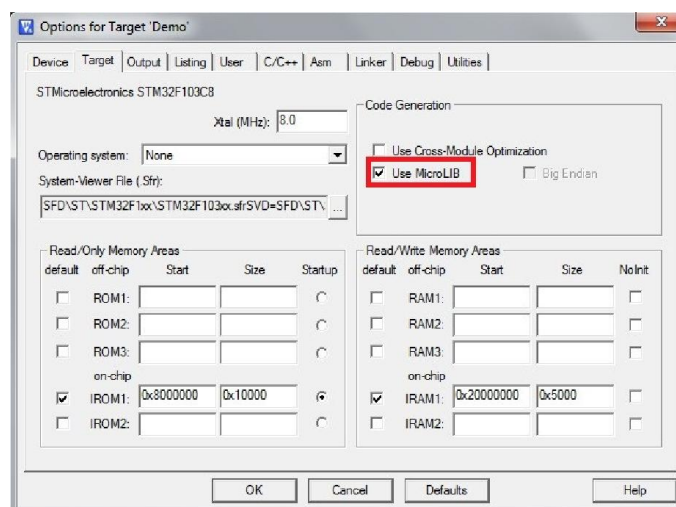 Options for Target 'Demo'
Device Target Output Listing User C/C++ Asm Linker Debug Utilities
STMicroelectronics STM32F103C8
Xtal (MHz): 8.0
Operating system: None
System-Viewer File (.Sfr):
SFD\ST\STM32F1xx\STM32F103xx.sfrSVD=SFD\ST\ ...
Code Generation
Use Cross-Module Optimization
Use MicroLIB Big Endian
Read/Only Memory Areas
default off-chip Start Size Startup
ROM1:
ROM2:
ROM3:
on-chip
IROM1: 0x8000000 0x10000
IROM2:
Read/Write Memory Areas
default off-chip Start Size NoInit
RAM1:
RAM2:
RAM3:
on-chip
IRAM1: 0x20000000 0x5000
IRAM2:
OK Cancel Defaults Help